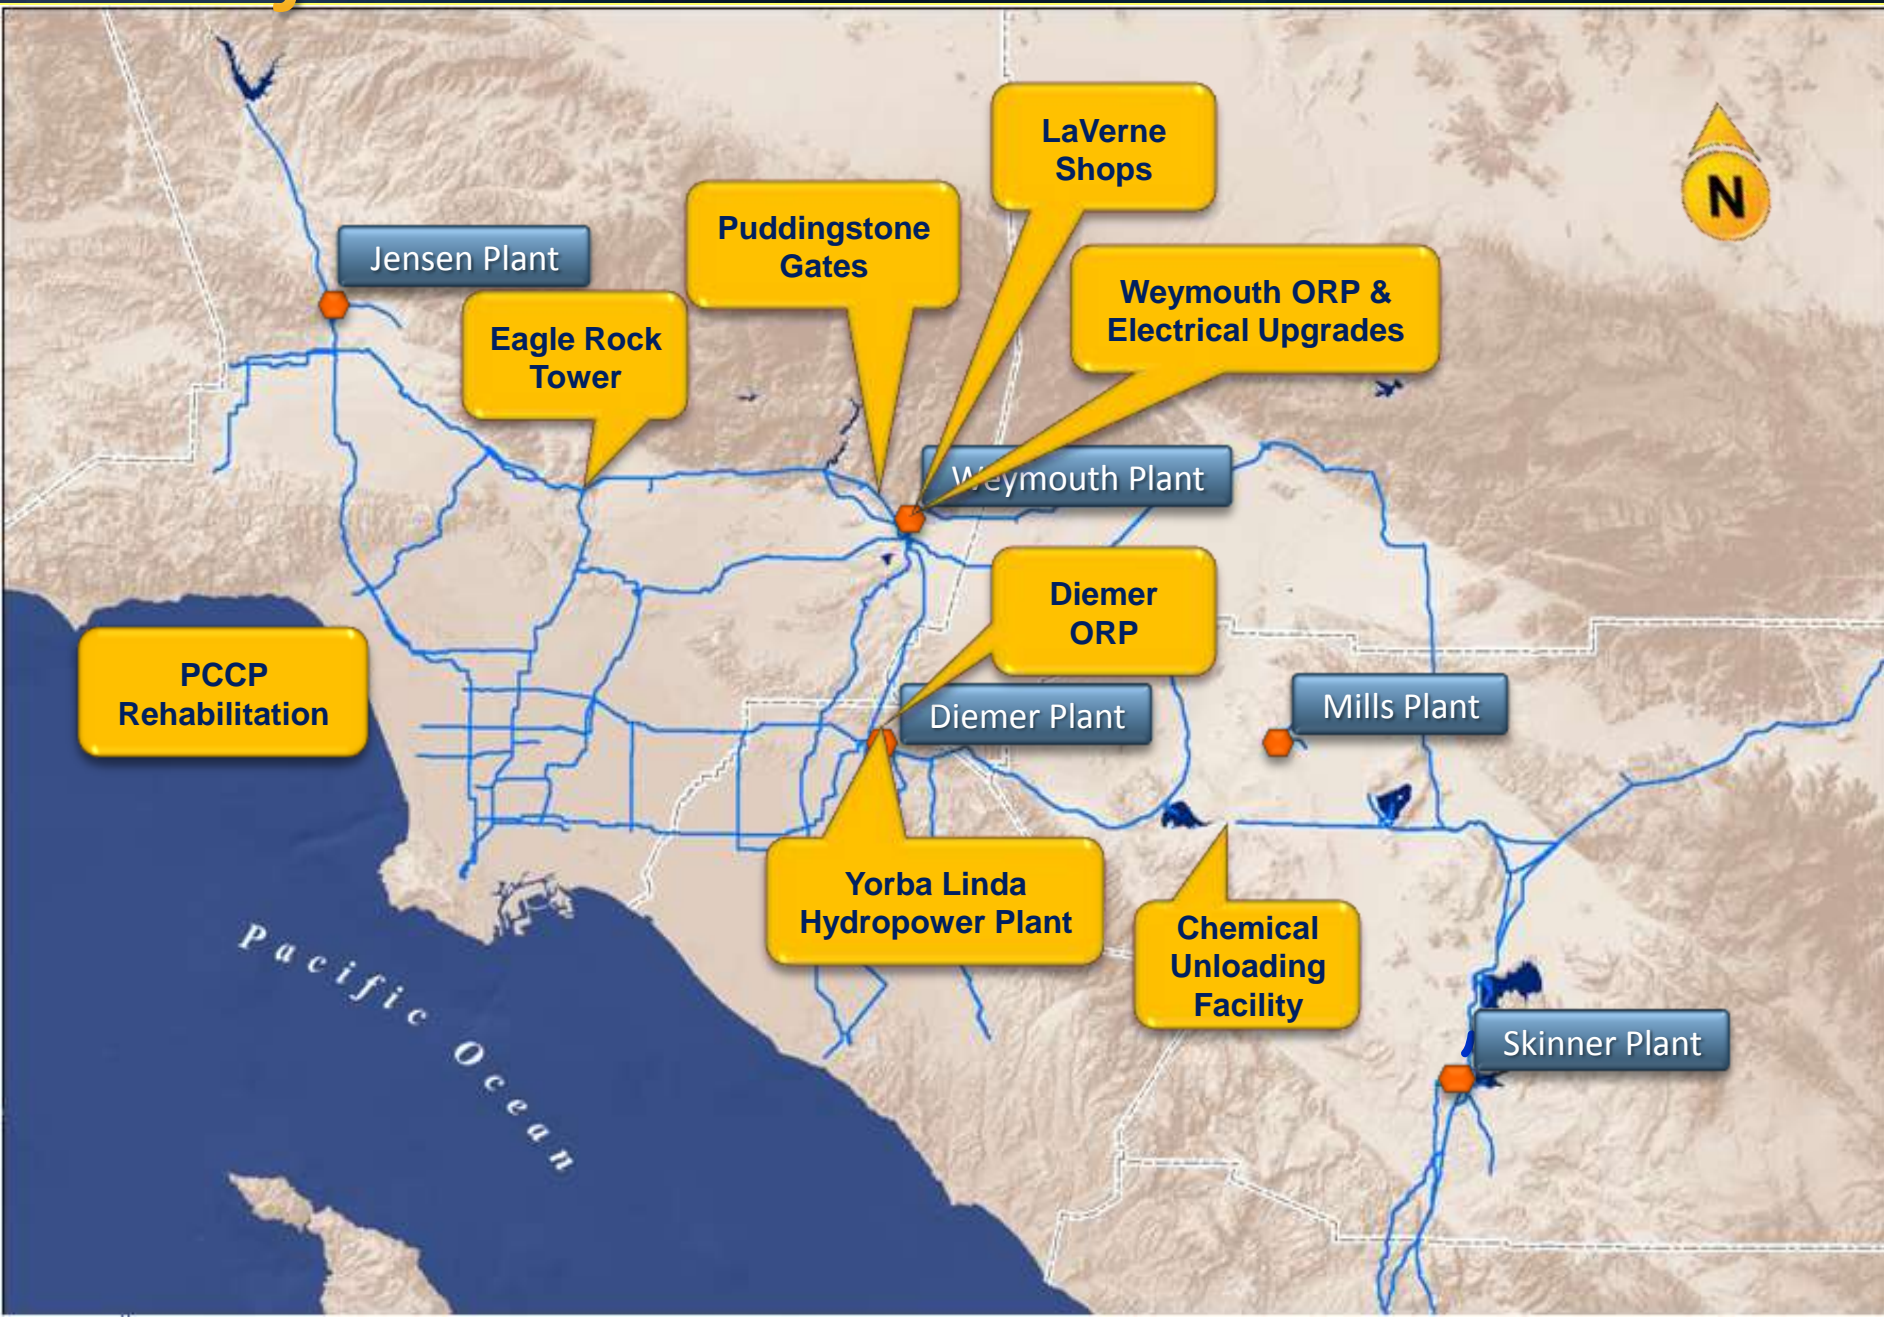 LaVerne
Shops
N
Puddingstone
Gates
Jensen Plant
Weymouth ORP &
Electrical Upgrades
Eagle Rock
Tower
Weymouth Plant
Diemer
ORP
PCCP
Rehabilitation
Diemer Plant
Mills Plant
Yorba Linda
Hydropower Plant
Chemical
Unloading
Facility
Pacific Ocean
Skinner Plant